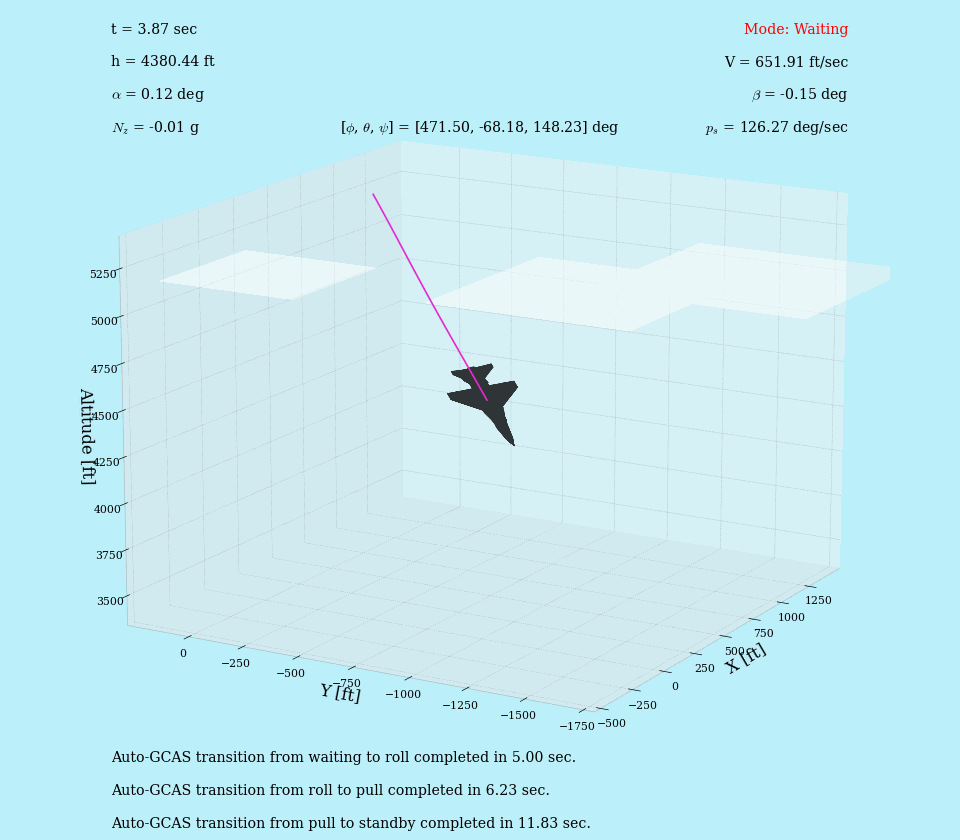 t = 3.87 sec
Mode: Waiting
h = 4380.44 ft
V = 651.91 ft/sec
α = 0.12 deg
β = -0.15 deg
N_z = -0.01 g
[ϕ, θ, ψ] = [471.50, -68.18, 148.23] deg
p_s = 126.27 deg/sec
5250
5000
4750
4500
4250
4000
3750
3500
Altitude [ft]
0
−250
−500
−750
−1000
−1250
−1500
−1750
Y [ft]
−500
−250
0
250
500
750
1000
1250
X [ft]
Auto-GCAS transition from waiting to roll completed in 5.00 sec.
Auto-GCAS transition from roll to pull completed in 6.23 sec.
Auto-GCAS transition from pull to standby completed in 11.83 sec.